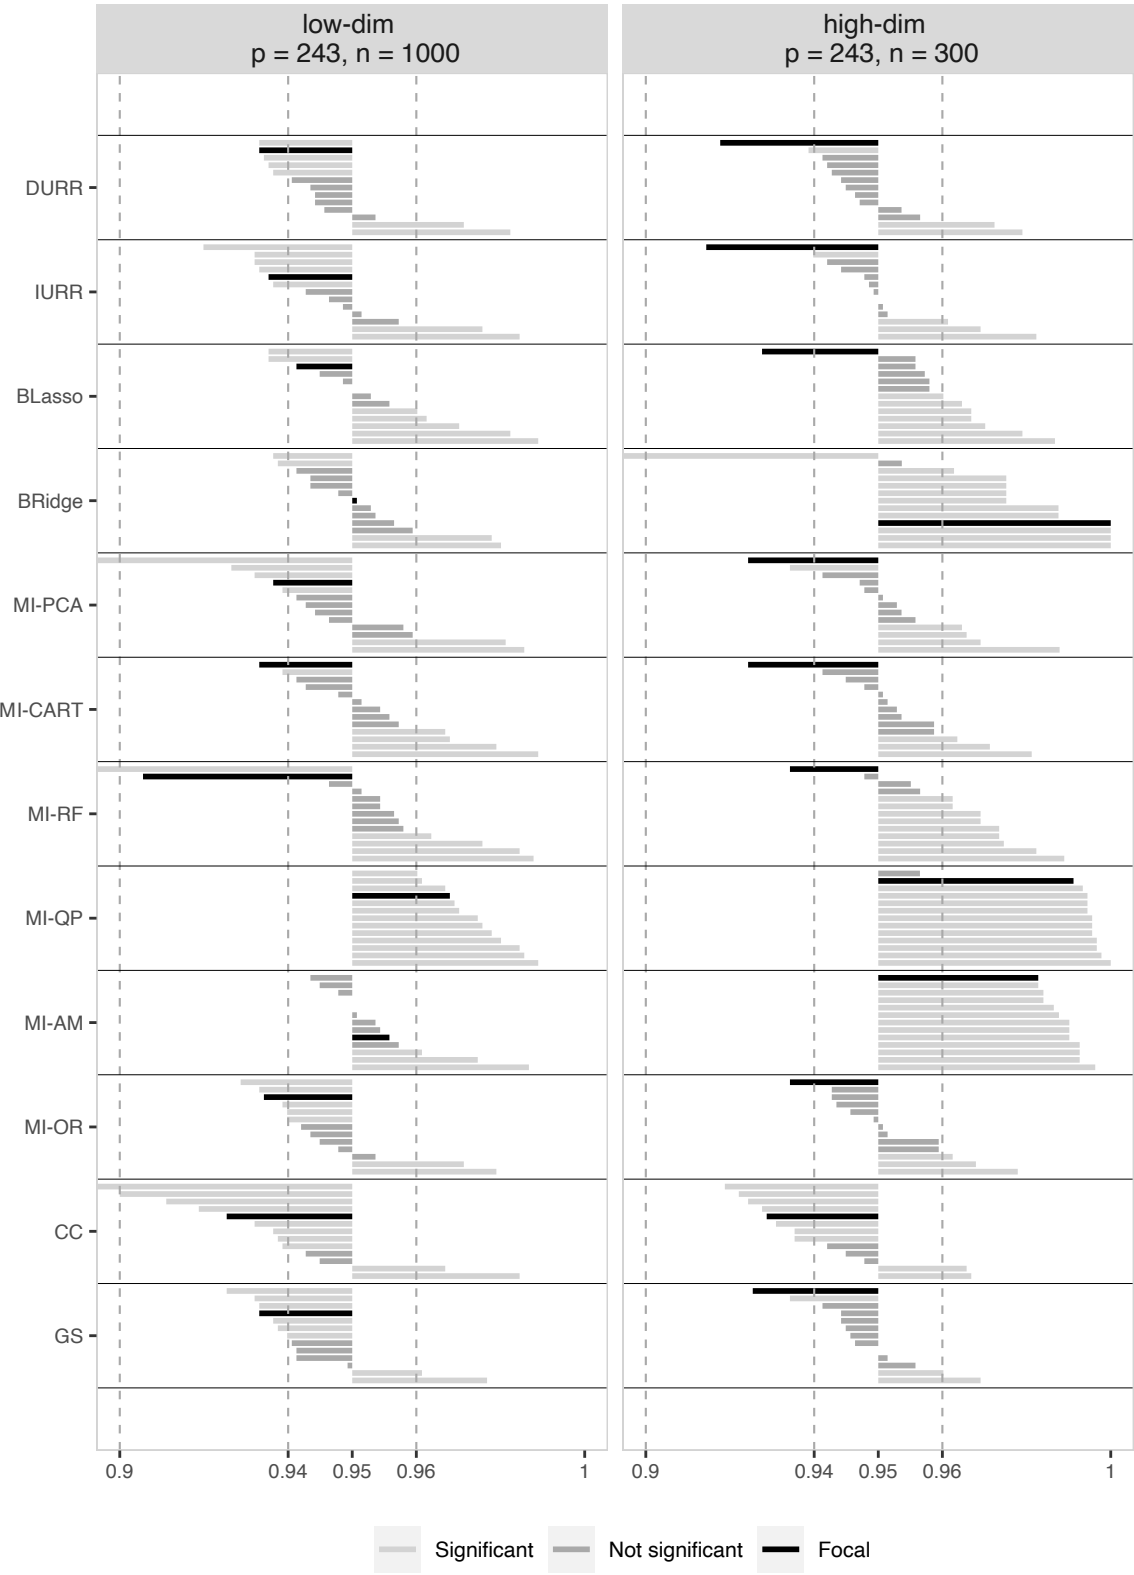 low-dim
p = 243, n = 1000
high-dim
p = 243, n = 300
DURR
IURR
BLasso
BRidge
MI-PCA
MI-CART
MI-RF
MI-QP
MI-AM
MI-OR
CC
GS
0.9 0.94 0.95 0.96 1
0.9 0.94 0.95 0.96 1
Significant Not significant Focal